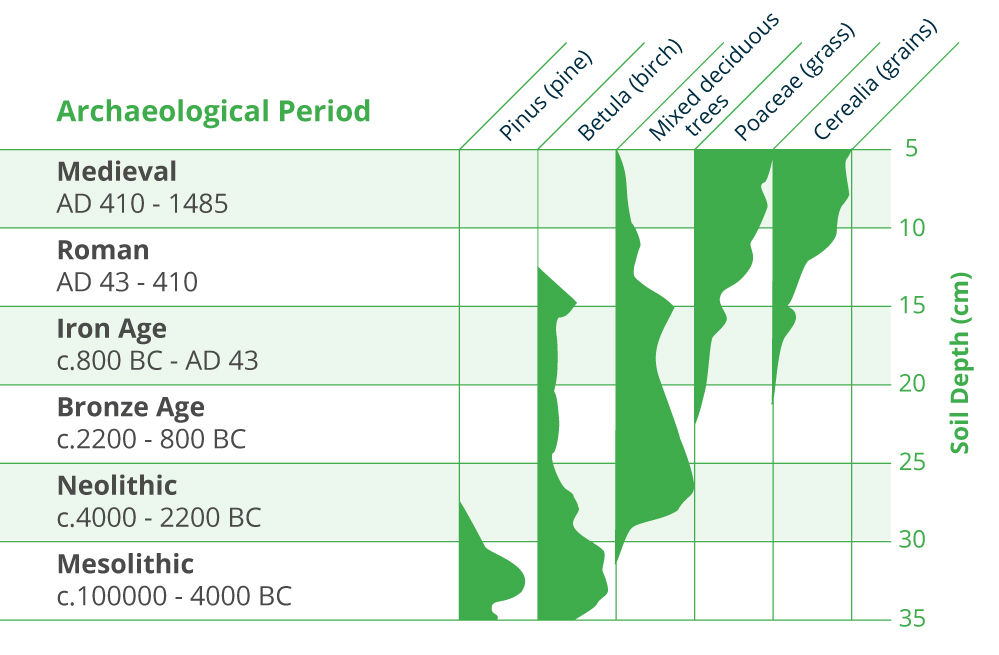 Archaeological Period
Pinus (pine)
Betula (birch)
Mixed deciduous
trees
Poaceae (grass)
Cerealia (grains)
Medieval
AD 410 - 1485
Roman
AD 43 - 410
Iron Age
c.800 BC - AD 43
Bronze Age
c.2200 - 800 BC
Neolithic
c.4000 - 2200 BC
Mesolithic
c.100000 - 4000 BC
5
10
15
20
25
30
35
Soil Depth (cm)